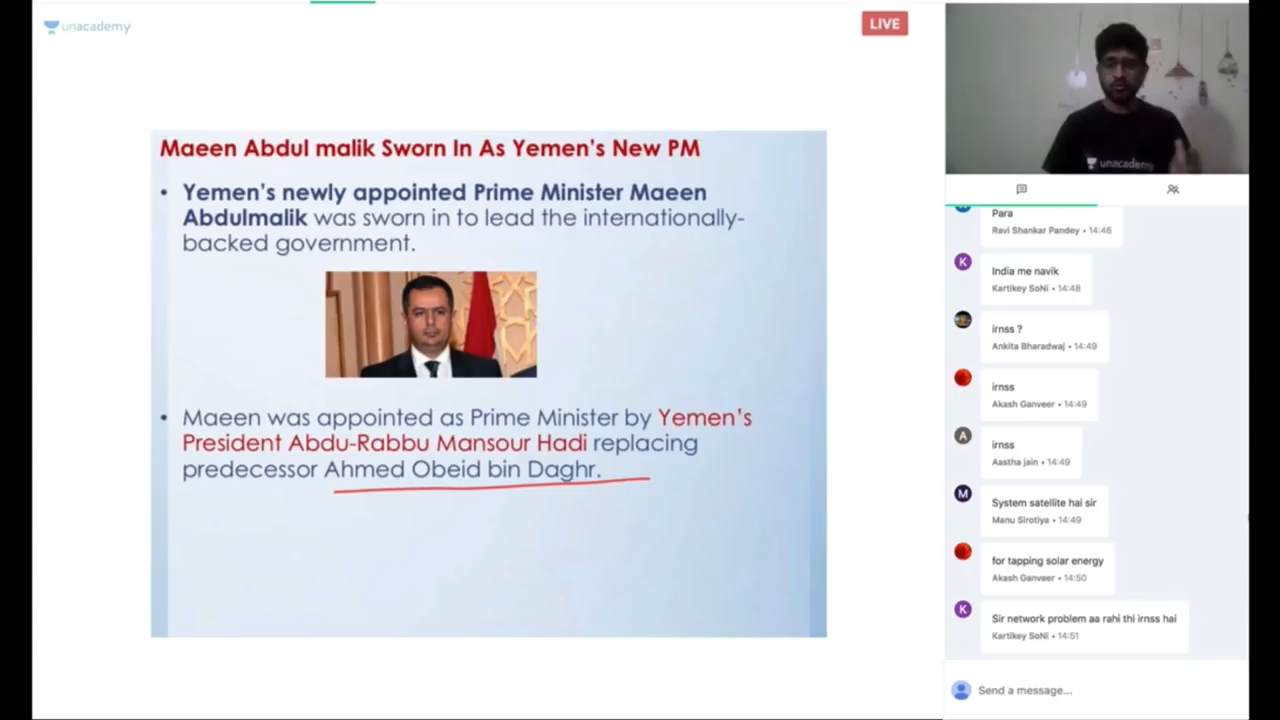 unacademy
LIVE
Maeen Abdul malik Sworn In As Yemen's New PM
• Yemen's newly appointed Prime Minister Maeen
Abdulmalik was sworn in to lead the internationally-
backed government.
• Maeen was appointed as Prime Minister by Yemen's
President Abdu-Rabbu Mansour Hadi replacing
predecessor Ahmed Obeid bin Daghr.
unacademy
Para
Ravi Shankar Pandey • 14:46
K
India me navik
Kartikey SoNi • 14:48
irnss ?
Ankita Bharadwaj • 14:49
irnss
Akash Ganveer • 14:49
A
irnss
Aastha jain • 14:49
M
System satellite hai sir
Manu Sirotiya • 14:49
for tapping solar energy
Akash Ganveer • 14:50
K
Sir network problem aa rahi thi irnss hai
Kartikey SoNi • 14:51
Send a message...